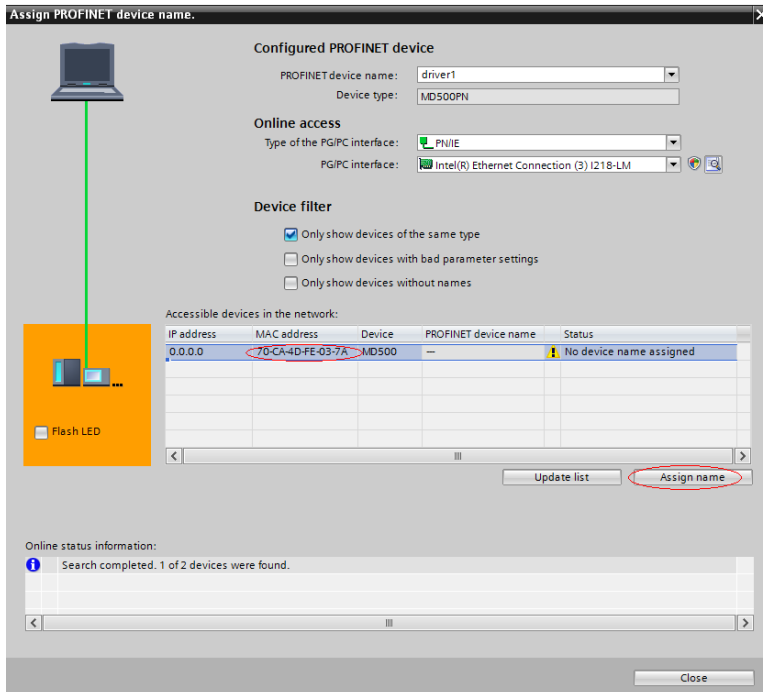 Assign PROFINET device name.
Configured PROFINET device
PROFINET device name: driver1
Device type: MD500PN
Online access
Type of the PG/PC interface: PN/IE
PG/PC interface: Intel(R) Ethernet Connection (3) I218-LM
Device filter
Only show devices of the same type
Only show devices with bad parameter settings
Only show devices without names
Accessible devices in the network:
IP address MAC address Device PROFINET device name Status
0.0.0.0 70-CA-4D-FE-03-7A MD500 — No device name assigned
Flash LED
Update list Assign name
Online status information:
Search completed. 1 of 2 devices were found.
Close